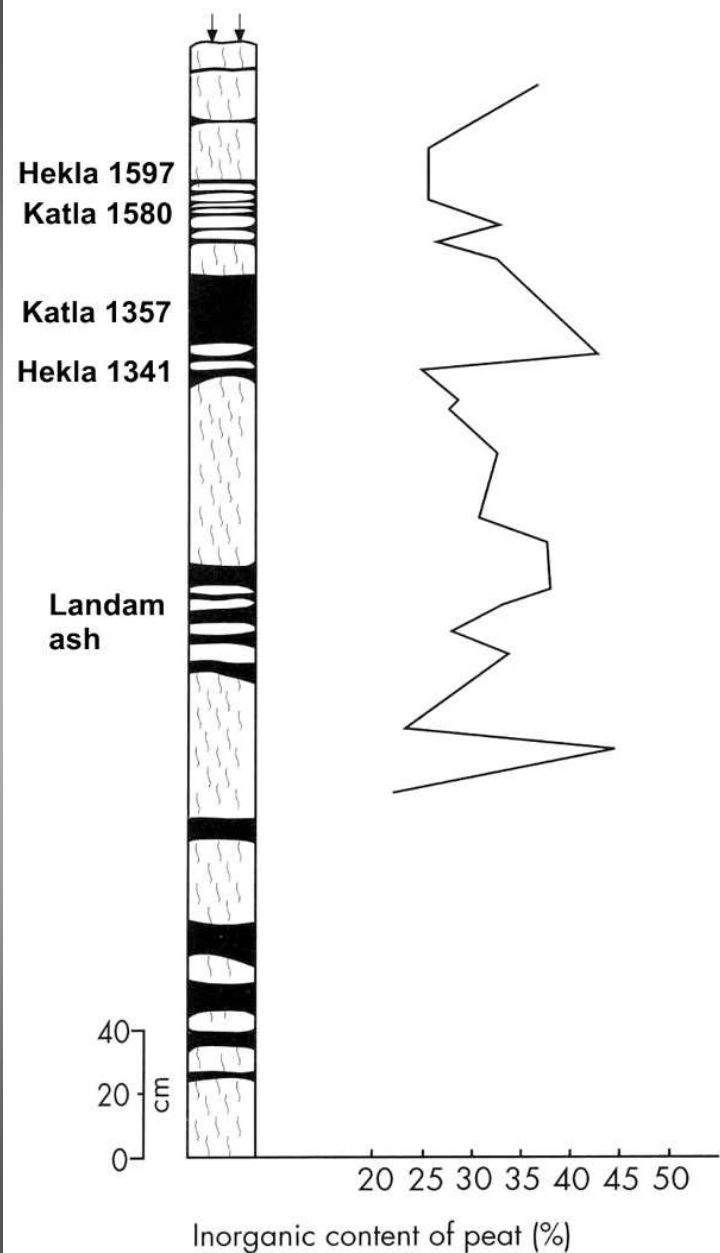 Hekla 1597
Katla 1580
Katla 1357
Hekla 1341
Landam
ash
40
20
0
cm
20 25 30 35 40 45 50
Inorganic content of peat (%)